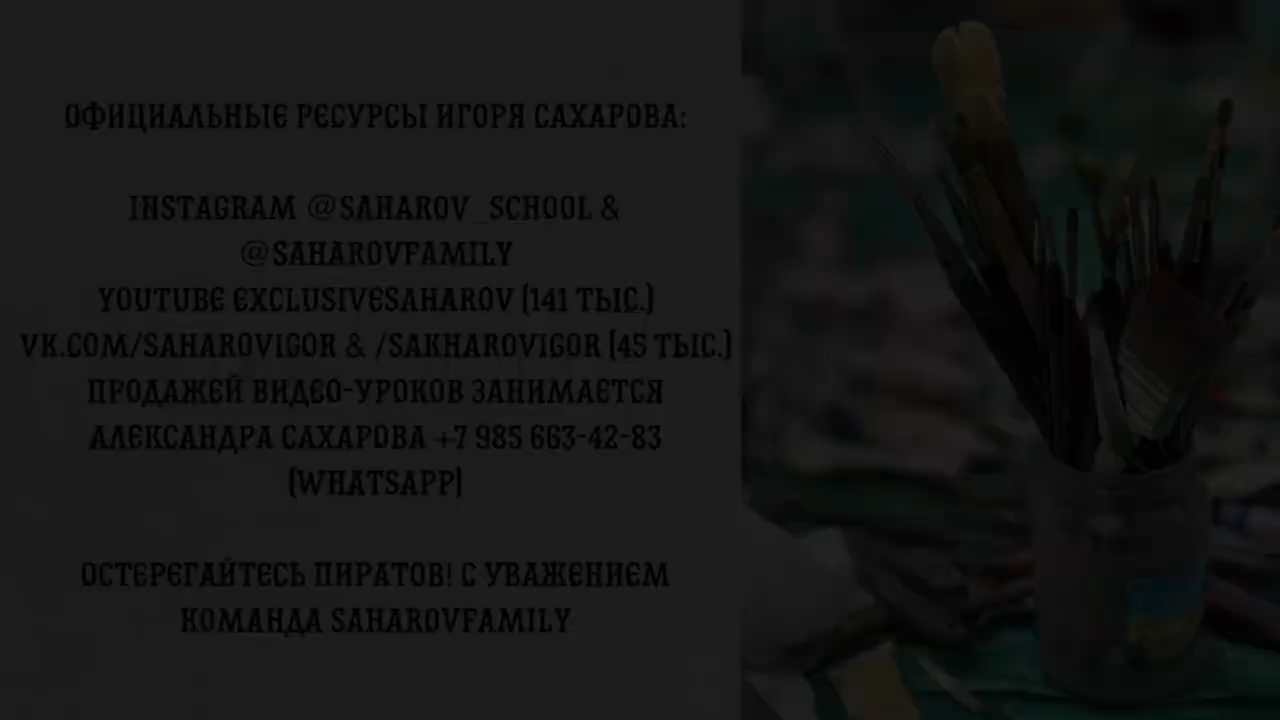 ОФИЦИАЛЬНЫЕ РЕСУРСЫ ИГОРЯ САХАРОВА:
INSTAGRAM @SAHAROV_SCHOOL &
@SAHAROVFAMILY
YOUTUBE EXCLUSIVESAHAROV (141 ТЫС.)
VK.COM/SAHAROVIGOR & /SAKHAROVIGOR (45 ТЫС.)
ПРОДАЖЕЙ ВИДЕО-УРОКОВ ЗАНИМАЕТСЯ
АЛЕКСАНДРА САХАРОВА +7 985 663-42-83
(WHATSAPP)
ОСТЕРЕГАЙТЕСЬ ПИРАТОВ! С УВАЖЕНИЕМ
КОМАНДА SAHAROVFAMILY